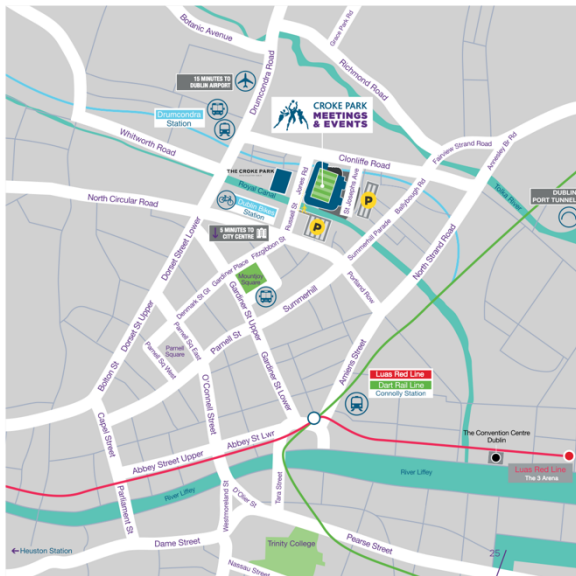 Botanic Avenue
Grace Park Rd
Richmond Road
Drumcondra Road
15 MINUTES TO
DUBLIN AIRPORT
CROKE PARK
MEETINGS
& EVENTS
Drumcondra
Station
Whitworth Road
Clonliffe Road
Fairview Strand Road
Annesley Br Rd
THE CROKE PARK
Jones Rd
St Josephs Ave
P
Royal Canal
Ballybough Rd
Tolka River
DUBLIN
PORT TUNNEL
North Circular Road
Dublin Bikes
Station
Russell St
P
5 MINUTES TO
CITY CENTRE
Dorset Street Lower
Fitzgibbon St
Summerhill Parade
North Strand Road
Gardiner Place
Mountjoy
Square
Denmark St Gt
Portland Row
Summerhill
Gardiner St Upper
Dorset St Upper
Parnell Sq East
Parnell St
Parnell
Square
Parnell Sq West
Bolton St
Amiens Street
Gardiner St Lower
O'Connell Street
Luas Red Line
Dart Rail Line
Connolly Station
Capel Street
Abbey St Lwr
Abbey Street Upper
The Convention Centre
Dublin
River Liffey
Luas Red Line
The 3 Arena
River Liffey
Parliament St
Westmoreland St
D'Olier St
Tara Street
Dame Street
Trinity College
Pearse Street
Nassau Street
Heuston Station
25